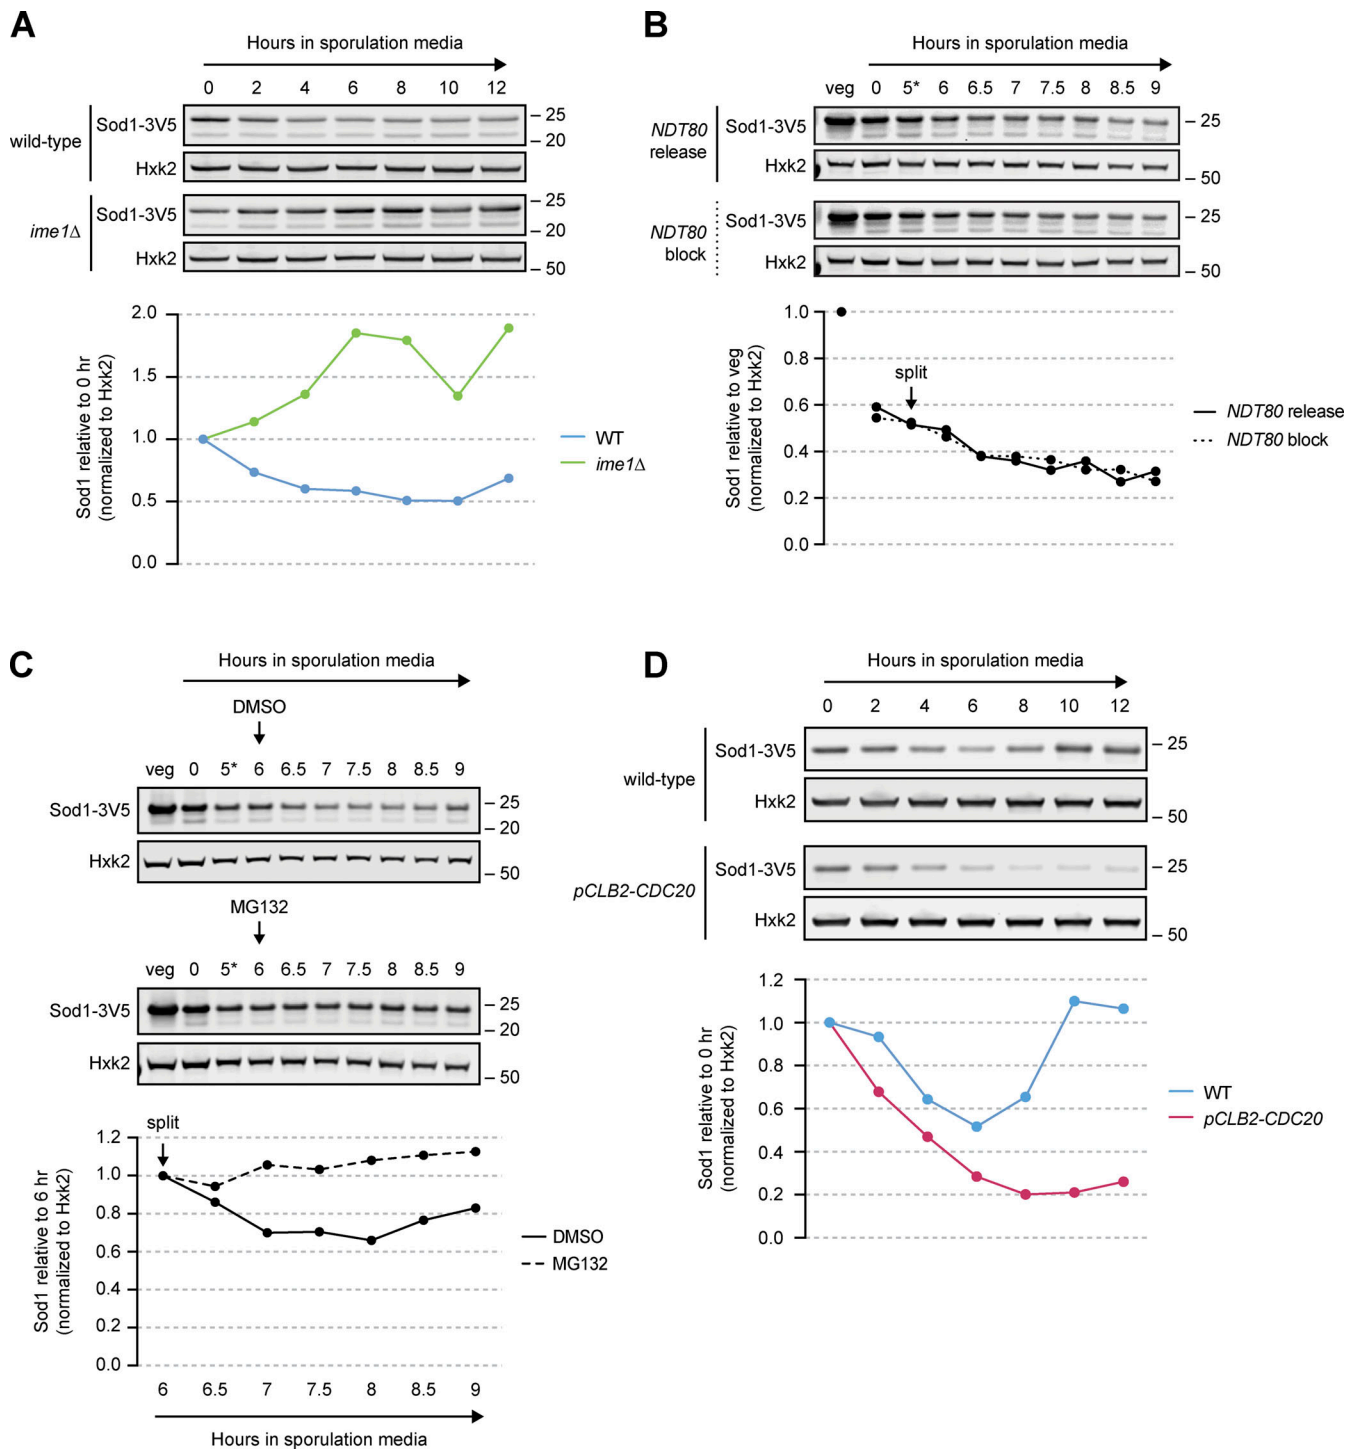 A
Hours in sporulation media
0 2 4 6 8 10 12
wild-type
Sod1-3V5
– 25
– 20
Hxk2
ime1Δ
Sod1-3V5
– 25
– 20
Hxk2
– 50
2.0
1.5
1.0
0.5
0.0
Sod1 relative to 0 hr
(normalized to Hxk2)
WT
ime1Δ
B
Hours in sporulation media
veg 0 5* 6 6.5 7 7.5 8 8.5 9
NDT80
release
Sod1-3V5
– 25
Hxk2
– 50
NDT80
block
Sod1-3V5
– 25
Hxk2
– 50
1.0
0.8
0.6
0.4
0.2
0.0
Sod1 relative to veg
(normalized to Hxk2)
split
NDT80 release
NDT80 block
C
Hours in sporulation media
DMSO
veg 0 5* 6 6.5 7 7.5 8 8.5 9
Sod1-3V5
– 25
– 20
Hxk2
– 50
MG132
veg 0 5* 6 6.5 7 7.5 8 8.5 9
Sod1-3V5
– 25
– 20
Hxk2
– 50
split
1.2
1.0
0.8
0.6
0.4
0.2
0.0
Sod1 relative to 6 hr
(normalized to Hxk2)
DMSO
MG132
6 6.5 7 7.5 8 8.5 9
Hours in sporulation media
D
Hours in sporulation media
0 2 4 6 8 10 12
wild-type
Sod1-3V5
– 25
Hxk2
– 50
pCLB2-CDC20
Sod1-3V5
– 25
Hxk2
– 50
1.2
1.0
0.8
0.6
0.4
0.2
0.0
Sod1 relative to 0 hr
(normalized to Hxk2)
WT
pCLB2-CDC20